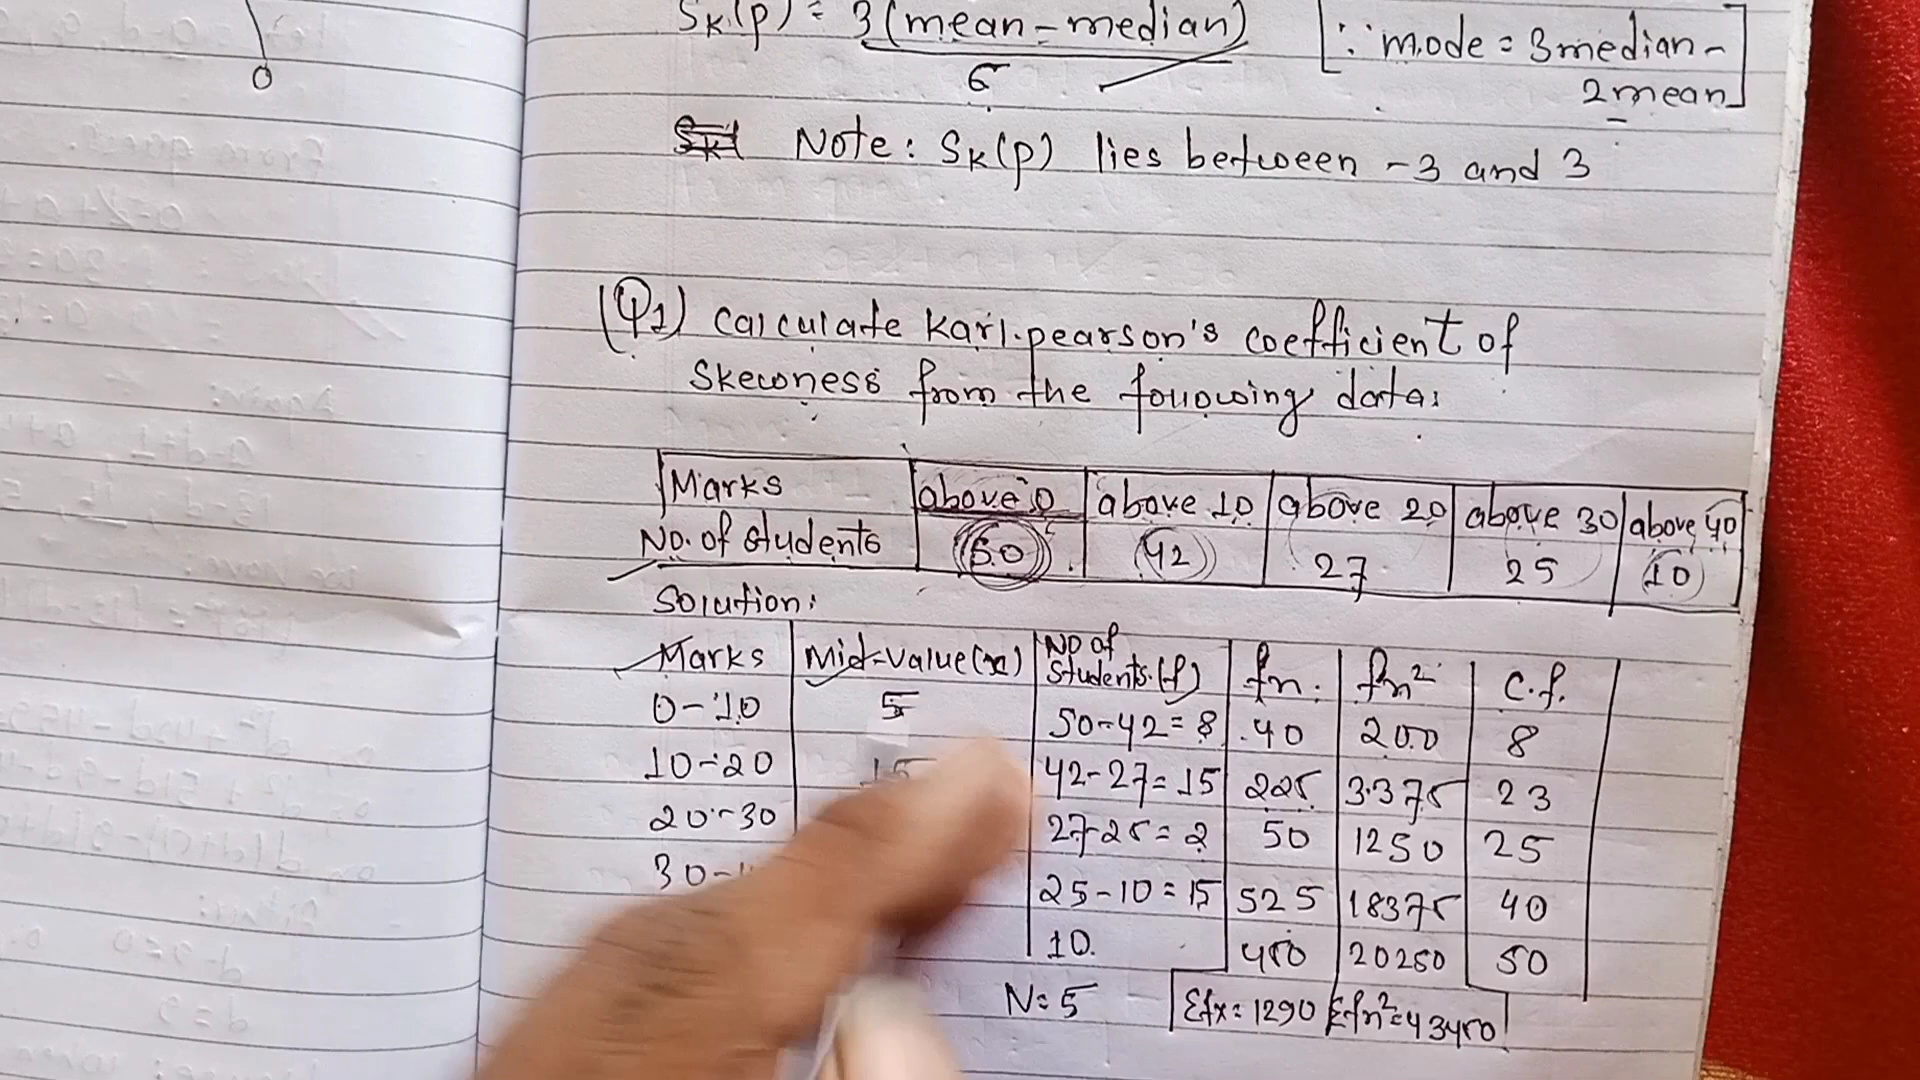 Sk(p) = 3(mean-median) [∵ mode = 3median-
6 2mean]
Note: Sk(p) lies between -3 and 3
(Q1) calculate Karl.pearson's coefficient of
Skewness from the following data:
Marks above 0 above 10 above 20 above 30 above 40
No. of students 50 42 27 25 10
Solution:
Marks Mid-value(x) No of Students (f) fx. fx² c.f.
0-10 5 50-42=8 40 200 8
10-20 15 42-27=15 225 3375 23
20-30 27-25=2 50 1250 25
30- 25-10=15 525 18375 40
10. 450 20250 50
N=5 Σfx=1290 Σfx²=43450